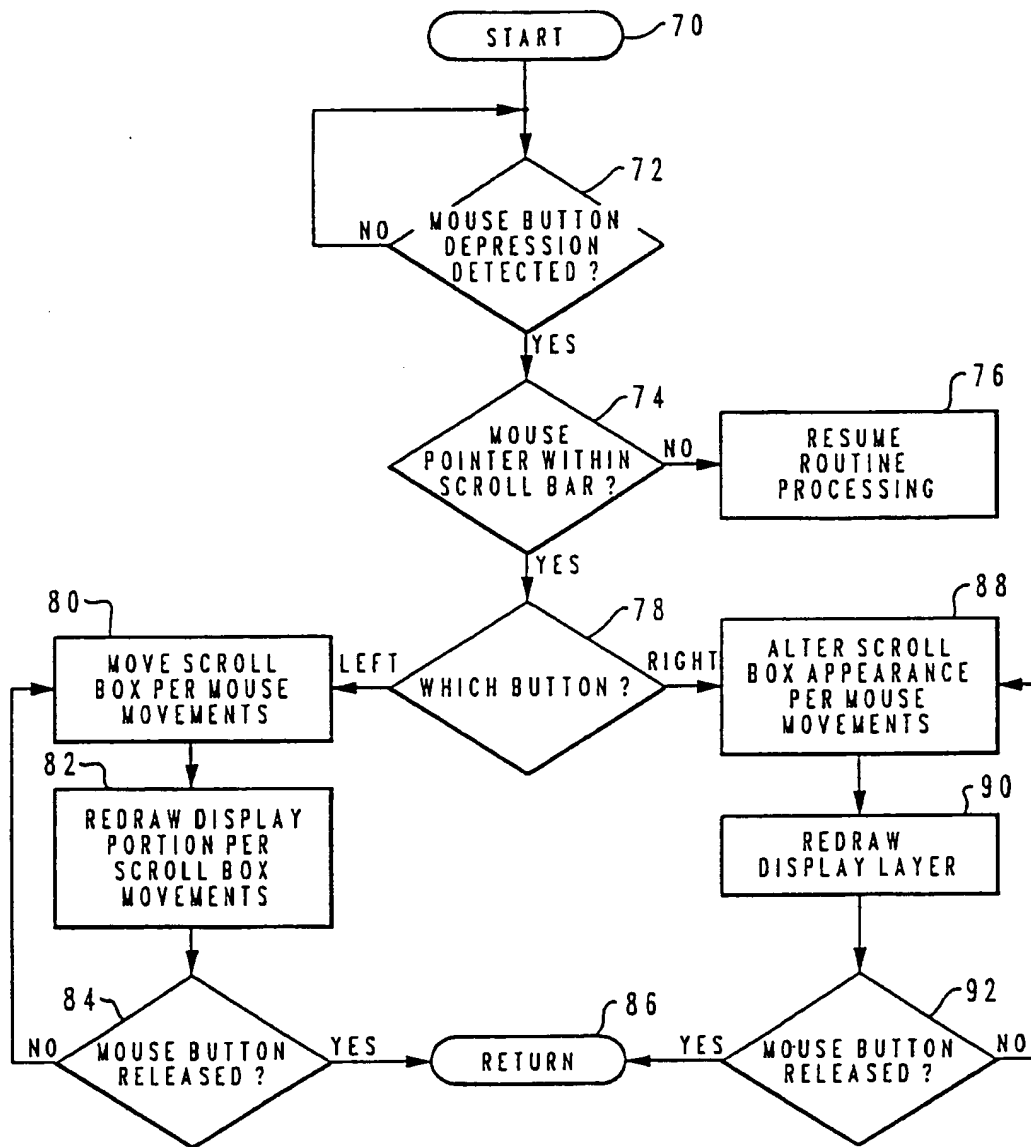 START
70
72
MOUSE BUTTON
DEPRESSION
DETECTED ?
NO
YES
74
MOUSE
POINTER WITHIN
SCROLL BAR ?
NO
76
RESUME
ROUTINE
PROCESSING
YES
78
WHICH BUTTON ?
LEFT
RIGHT
80
MOVE SCROLL
BOX PER MOUSE
MOVEMENTS
88
ALTER SCROLL
BOX APPEARANCE
PER MOUSE
MOVEMENTS
82
REDRAW DISPLAY
PORTION PER
SCROLL BOX
MOVEMENTS
90
REDRAW
DISPLAY LAYER
84
MOUSE BUTTON
RELEASED ?
NO
YES
86
RETURN
92
MOUSE BUTTON
RELEASED ?
YES
NO